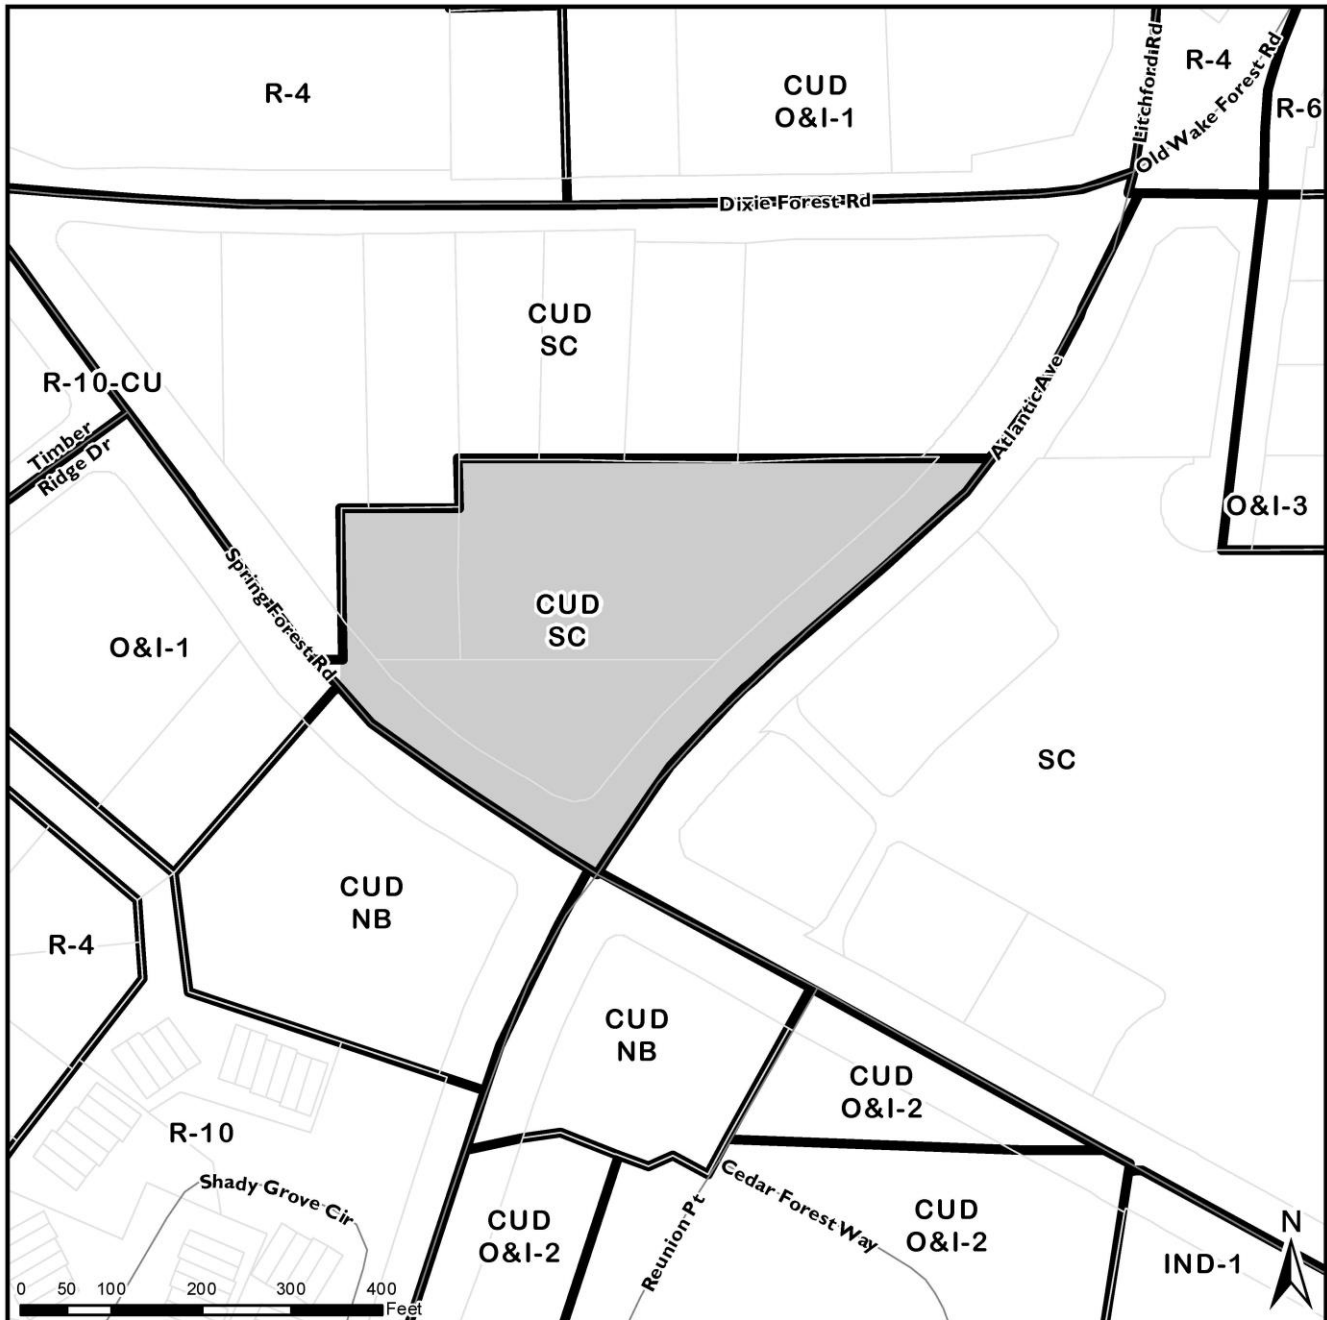 R-4
CUD
O&I-1
Litchford Rd
R-4
Old Wake Forest Rd
R-6
Dixie Forest Rd
CUD
SC
R-10-CU
Timber
Ridge Dr
Atlantic Ave
O&I-3
Spring Forest Rd
CUD
SC
O&I-1
SC
CUD
NB
R-4
CUD
NB
CUD
O&I-2
R-10
Shady Grove Cir
Cedar Forest Way
Reunion Pt
CUD
O&I-2
CUD
O&I-2
N
IND-1
0 50 100 200 300 400
Feet